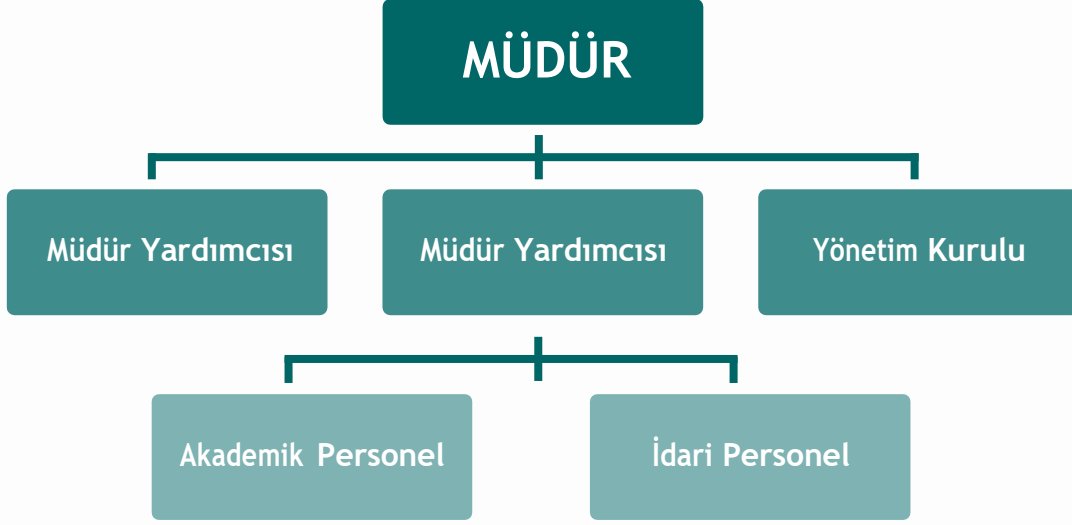 MÜDÜR
Müdür Yardımcısı
Müdür Yardımcısı
Yönetim Kurulu
Akademik Personel
İdari Personel